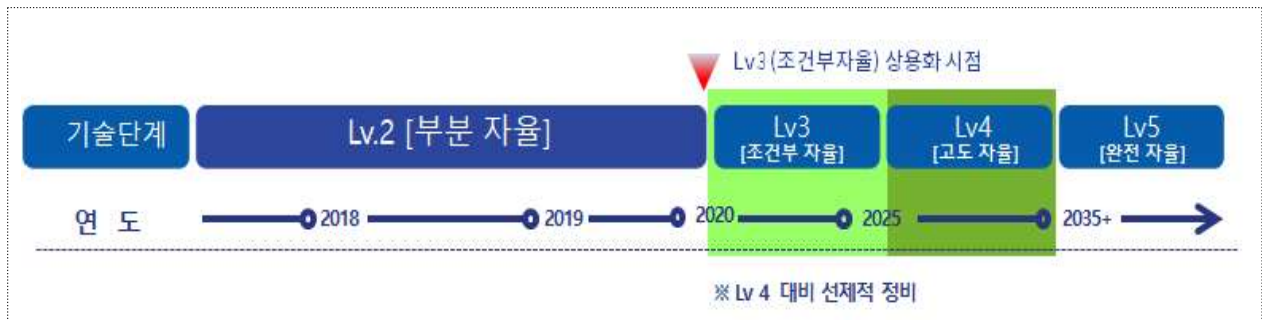 Lv3 (조건부자율) 상용화 시점
기술단계
Lv.2 [부분 자율]
Lv3
[조건부 자율]
Lv4
[고도 자율]
Lv5
[완전 자율]
연 도
2018
2019
2020
2025
2035+
※ Lv 4 대비 선제적 정비